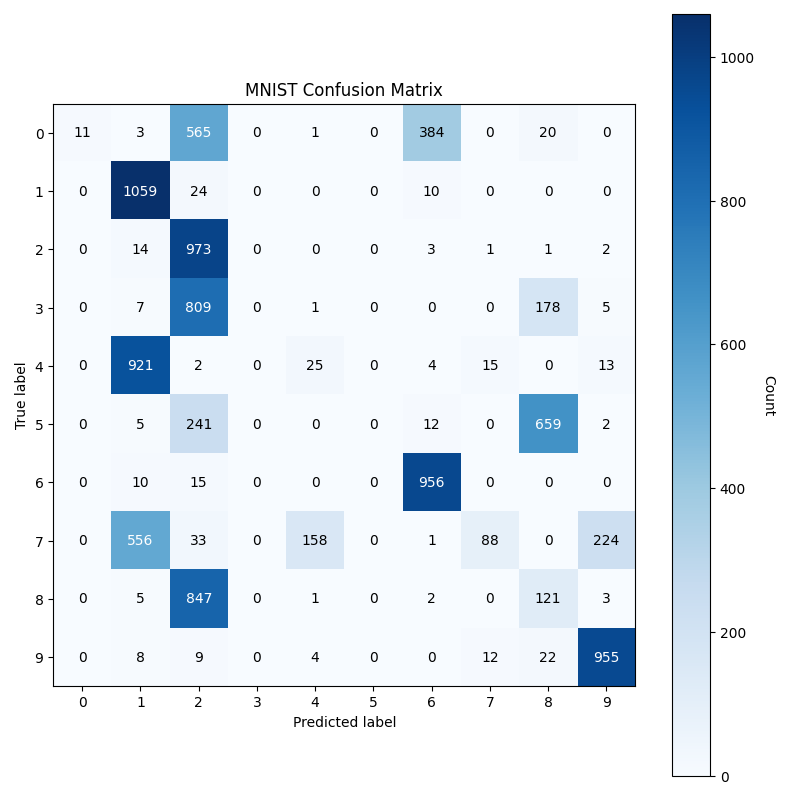 MNIST Confusion Matrix
0 11 3 565 0 1 0 384 0 20 0
1 0 1059 24 0 0 0 10 0 0 0
2 0 14 973 0 0 0 3 1 1 2
3 0 7 809 0 1 0 0 0 178 5
4 0 921 2 0 25 0 4 15 0 13
5 0 5 241 0 0 0 12 0 659 2
6 0 10 15 0 0 0 956 0 0 0
7 0 556 33 0 158 0 1 88 0 224
8 0 5 847 0 1 0 2 0 121 3
9 0 8 9 0 4 0 0 12 22 955
0 1 2 3 4 5 6 7 8 9
Predicted label
True label
1000
800
600
400
200
0
Count